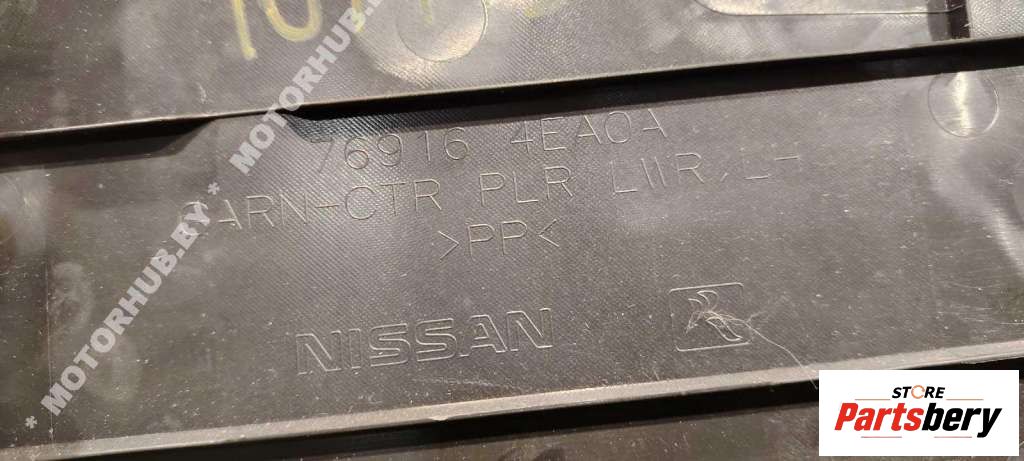 76916 4EA0A
GARN-CTR PLR LWR,L-
>PP<
NISSAN
* MOTORHUB.BY * MOTORHUB.BY
STORE
Partsbery